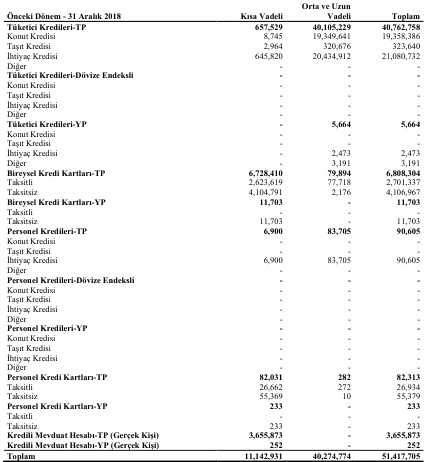 Orta ve Uzun
Önceki Dönem - 31 Aralık 2018 Kısa Vadeli Vadeli Toplam
Tüketici Kredileri-TP 657,529 40,105,229 40,762,758
Konut Kredisi 8,745 19,349,641 19,358,386
Taşıt Kredisi 2,964 320,676 323,640
İhtiyaç Kredisi 645,820 20,434,912 21,080,732
Diğer - - -
Tüketici Kredileri-Dövize Endeksli - - -
Konut Kredisi - - -
Taşıt Kredisi - - -
İhtiyaç Kredisi - - -
Diğer - - -
Tüketici Kredileri-YP - 5,664 5,664
Konut Kredisi - - -
Taşıt Kredisi - - -
İhtiyaç Kredisi - 2,473 2,473
Diğer - 3,191 3,191
Bireysel Kredi Kartları-TP 6,728,410 79,894 6,808,304
Taksitli 2,623,619 77,718 2,701,337
Taksitsiz 4,104,791 2,176 4,106,967
Bireysel Kredi Kartları-YP 11,703 - 11,703
Taksitli - - -
Taksitsiz 11,703 - 11,703
Personel Kredileri-TP 6,900 83,705 90,605
Konut Kredisi - - -
Taşıt Kredisi - - -
İhtiyaç Kredisi 6,900 83,705 90,605
Diğer - - -
Personel Kredileri-Dövize Endeksli - - -
Konut Kredisi - - -
Taşıt Kredisi - - -
İhtiyaç Kredisi - - -
Diğer - - -
Personel Kredileri-YP - - -
Konut Kredisi - - -
Taşıt Kredisi - - -
İhtiyaç Kredisi - - -
Diğer - - -
Personel Kredi Kartları-TP 82,031 282 82,313
Taksitli 26,662 272 26,934
Taksitsiz 55,369 10 55,379
Personel Kredi Kartları-YP 233 - 233
Taksitli - - -
Taksitsiz 233 - 233
Kredili Mevduat Hesabı-TP (Gerçek Kişi) 3,655,873 - 3,655,873
Kredili Mevduat Hesabı-YP (Gerçek Kişi) 252 - 252
Toplam 11,142,931 40,274,774 51,417,705